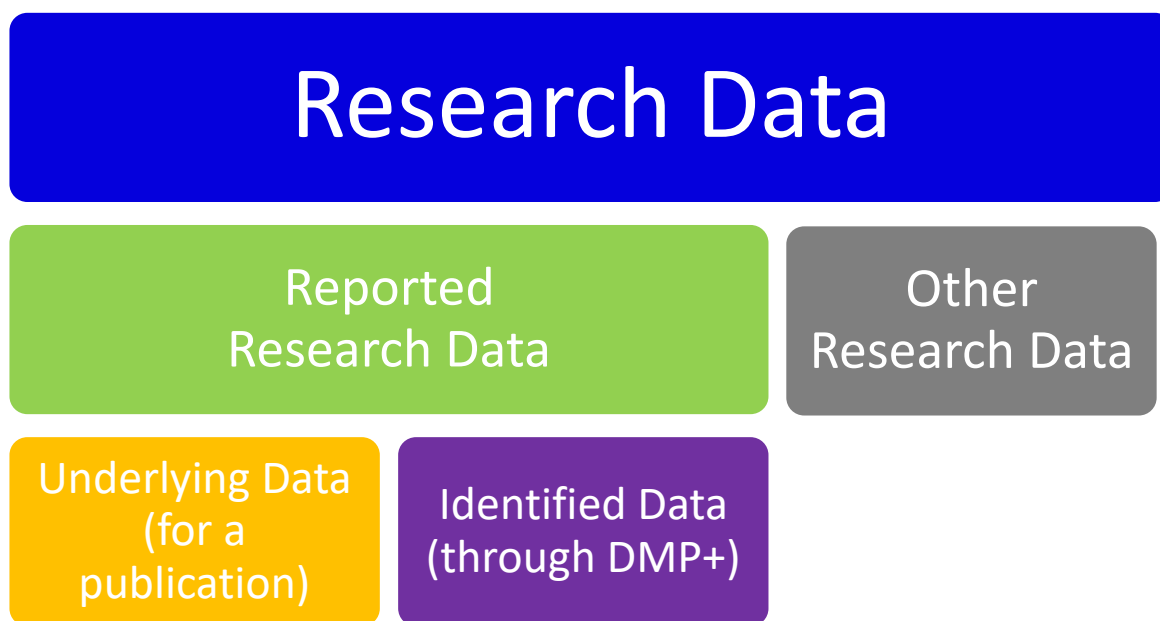 Research Data
Reported
Research Data
Other
Research Data
Underlying Data
(for a
publication)
Identified Data
(through DMP+)